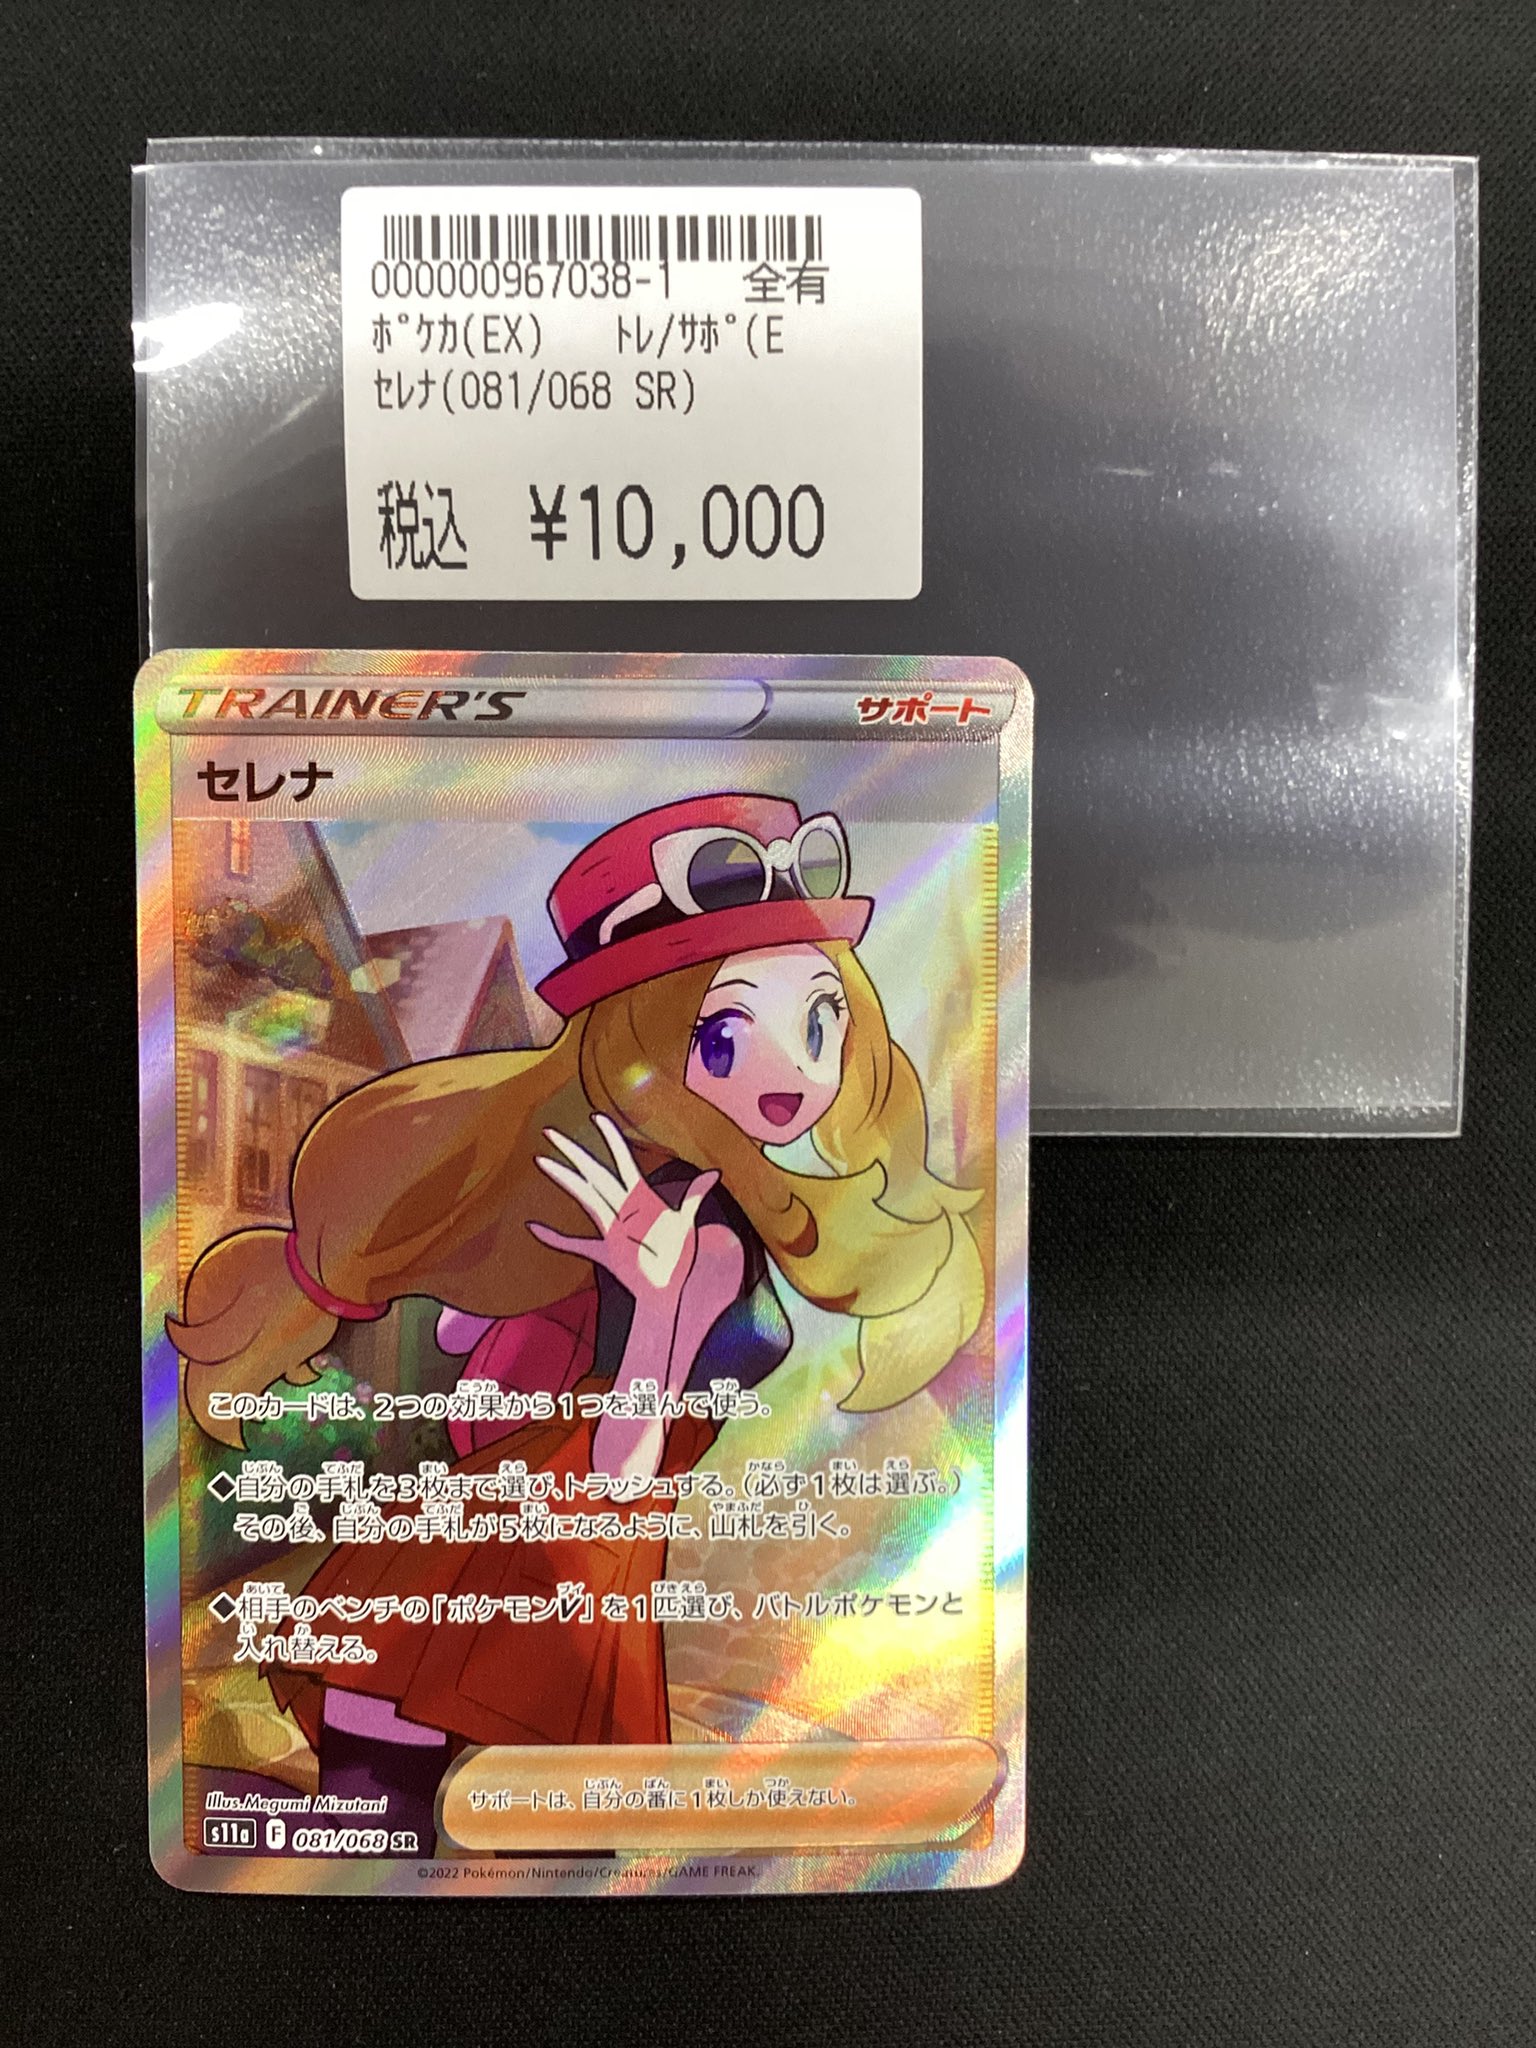 000000967038-1 全有
ﾎﾟｹｶ(EX) ﾄﾚ/ｻﾎﾟ(E
ｾﾚﾅ(081/068 SR)
税込 ¥10,000
TRAINER'S サポート
セレナ
このカードは、2つの効果から1つを選んで使う。
◆自分の手札を3枚まで選び、トラッシュする。(必ず1枚は選ぶ。)
その後、自分の手札が5枚になるように、山札を引く。
◆相手のベンチの「ポケモンV」を1匹選び、バトルポケモンと
入れ替える。
サポートは、自分の番に1枚しか使えない。
Illus.Megumi Mizutani
s11a F 081/068 SR
©2022 Pokémon/Nintendo/Creatures/GAME FREAK.